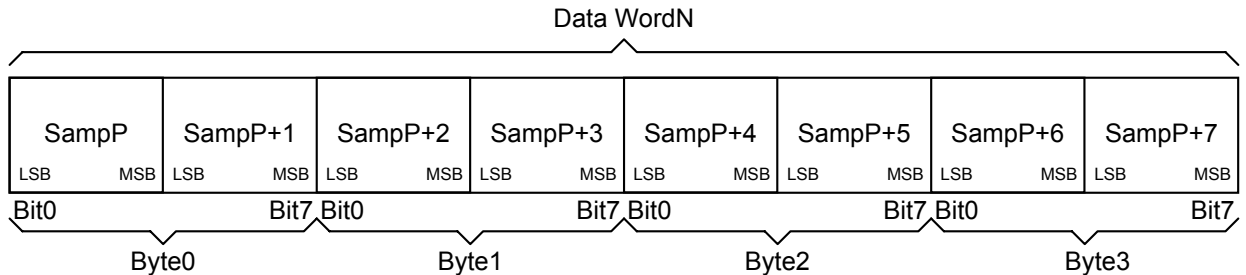 Data WordN
SampP SampP+1 SampP+2 SampP+3 SampP+4 SampP+5 SampP+6 SampP+7
LSB MSB LSB MSB LSB MSB LSB MSB LSB MSB LSB MSB LSB MSB LSB MSB
Bit0 Bit7 Bit0 Bit7 Bit0 Bit7 Bit0 Bit7
Byte0 Byte1 Byte2 Byte3